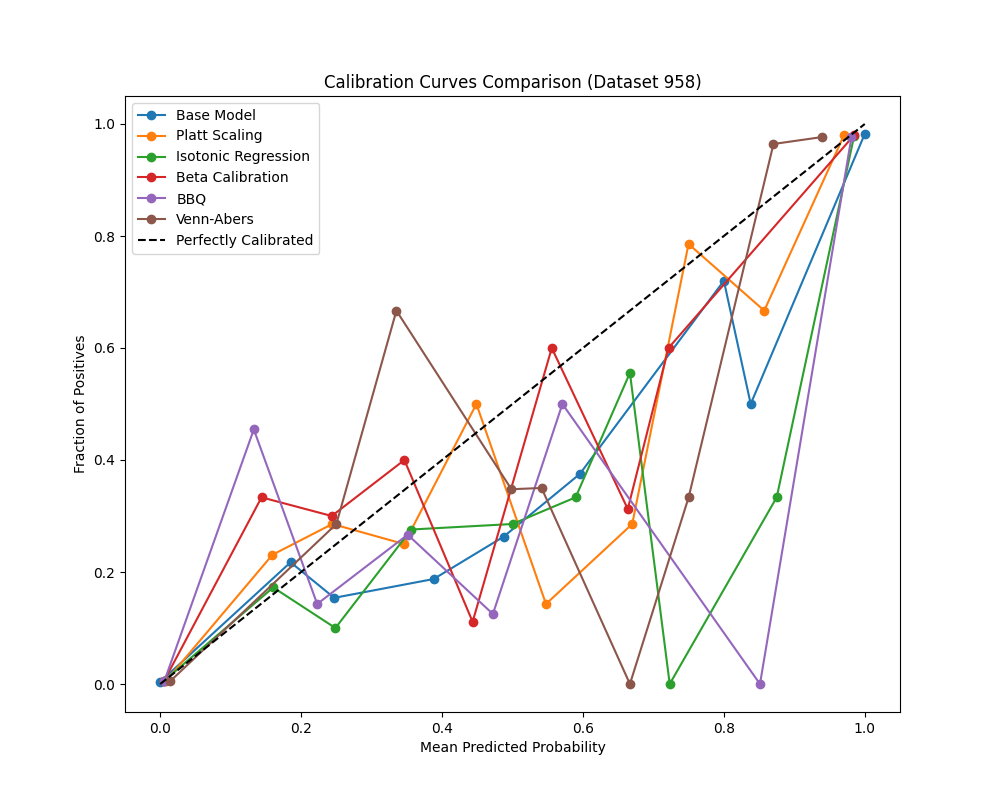 Calibration Curves Comparison (Dataset 958)
Base Model
Platt Scaling
Isotonic Regression
Beta Calibration
BBQ
Venn-Abers
Perfectly Calibrated
Fraction of Positives
1.0
0.8
0.6
0.4
0.2
0.0
0.0 0.2 0.4 0.6 0.8 1.0
Mean Predicted Probability